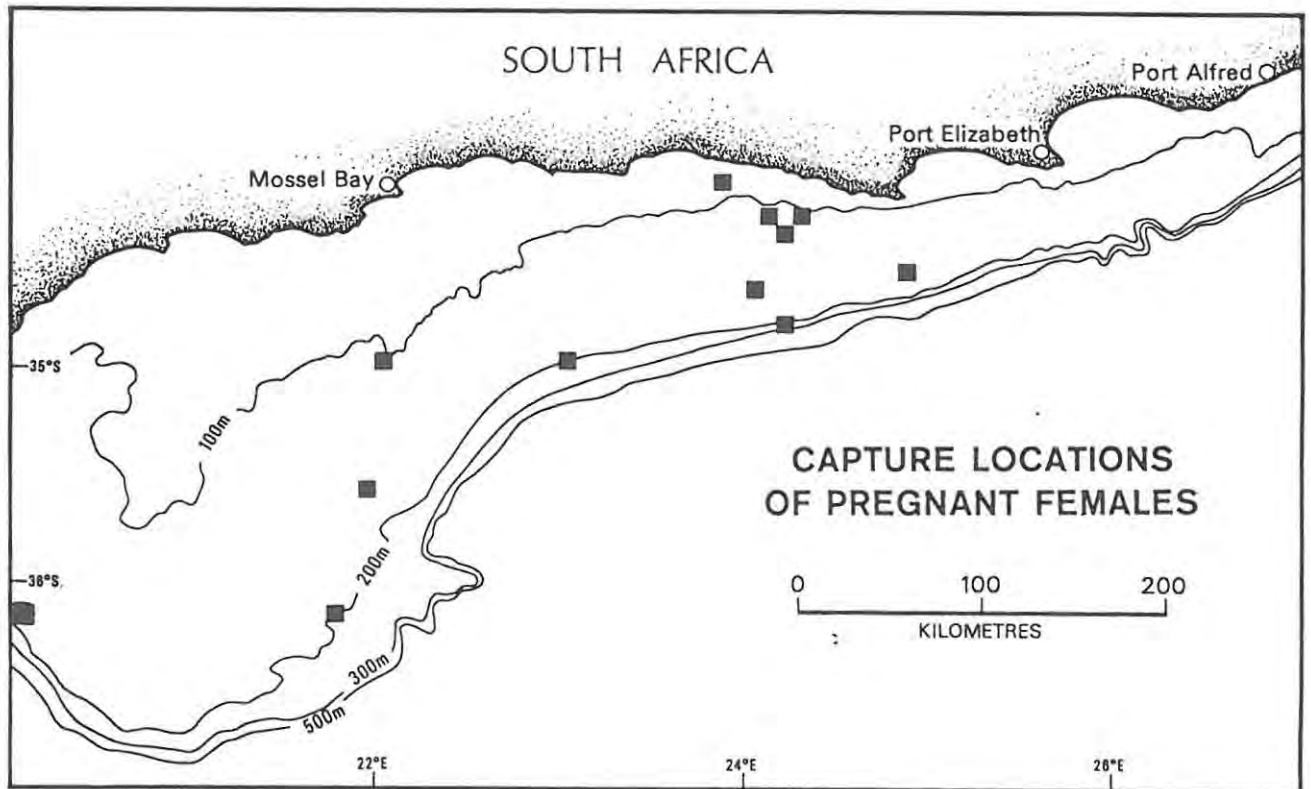 SOUTH AFRICA
Port Alfred
Port Elizabeth
Mossel Bay
35°S
100m
CAPTURE LOCATIONS
OF PREGNANT FEMALES
200m
36°S
0 100 200
KILOMETRES
300m
500m
22°E 24°E 26°E